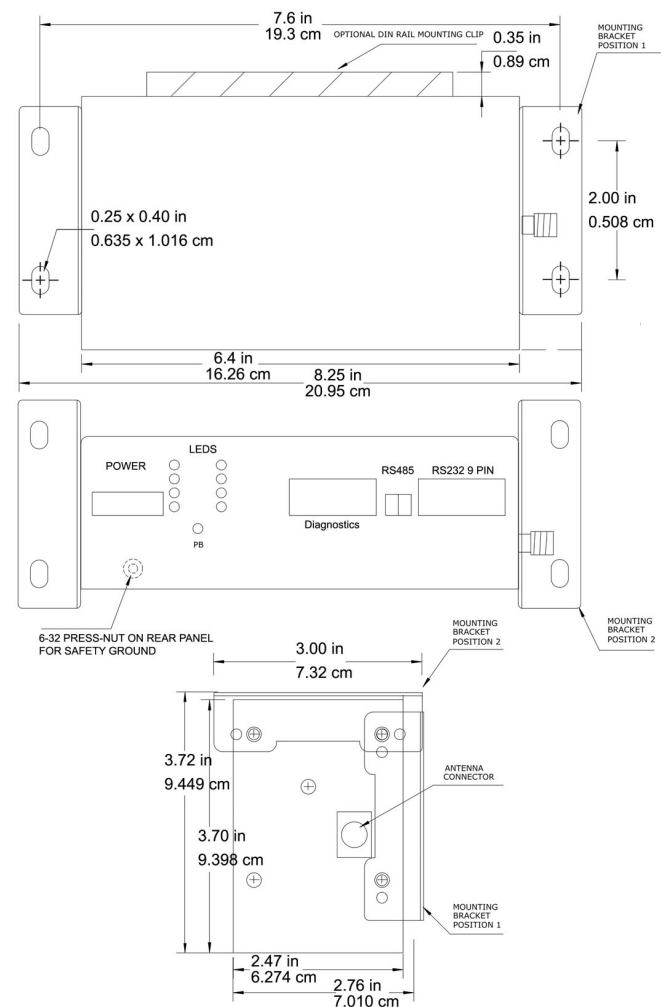 7.6 in
19.3 cm
OPTIONAL DIN RAIL MOUNTING CLIP
0.35 in
0.89 cm
MOUNTING
BRACKET
POSITION 1
0.25 x 0.40 in
0.635 x 1.016 cm
2.00 in
0.508 cm
6.4 in
16.26 cm
8.25 in
20.95 cm
LEDS
POWER
RS485
RS232 9 PIN
Diagnostics
PB
6-32 PRESS-NUT ON REAR PANEL
FOR SAFETY GROUND
MOUNTING
BRACKET
POSITION 2
MOUNTING
BRACKET
POSITION 2
3.00 in
7.32 cm
3.72 in
9.449 cm
ANTENNA
CONNECTOR
3.70 in
9.398 cm
MOUNTING
BRACKET
POSITION 1
2.47 in
6.274 cm
2.76 in
7.010 cm